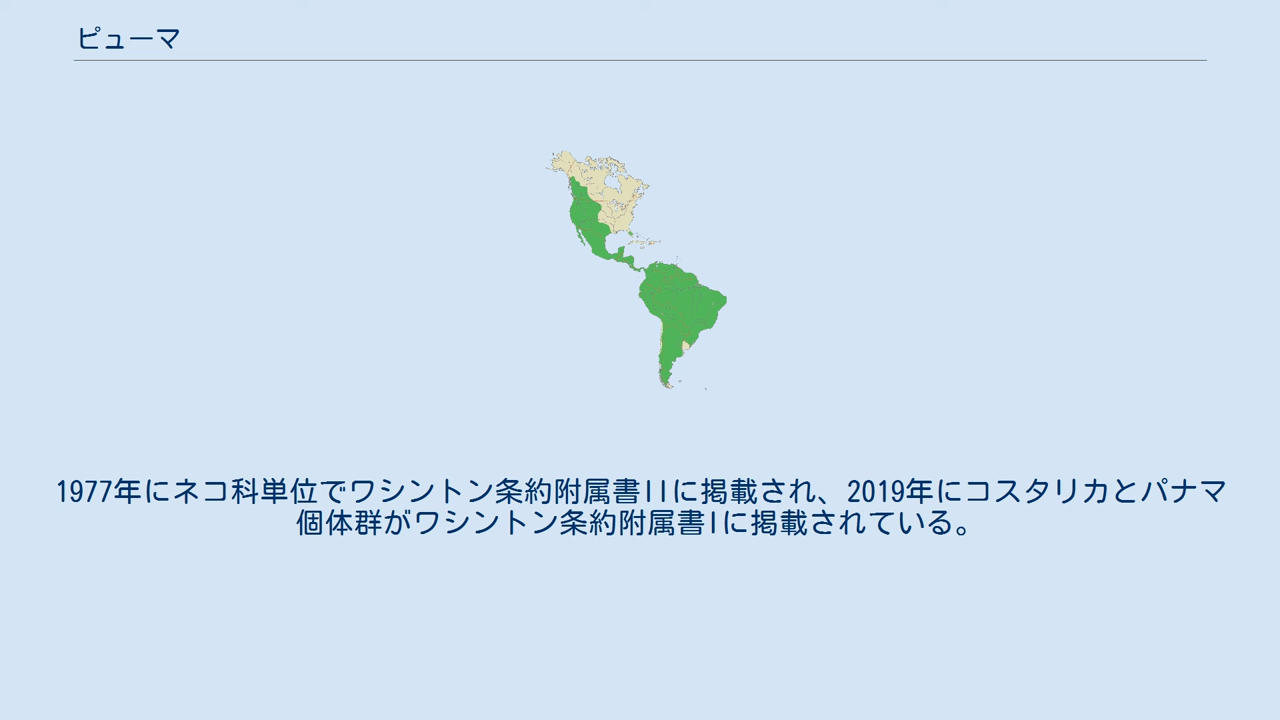 ピューマ
1977年にネコ科単位でワシントン条約附属書IIに掲載され、2019年にコスタリカとパナマ
個体群がワシントン条約附属書Iに掲載されている。